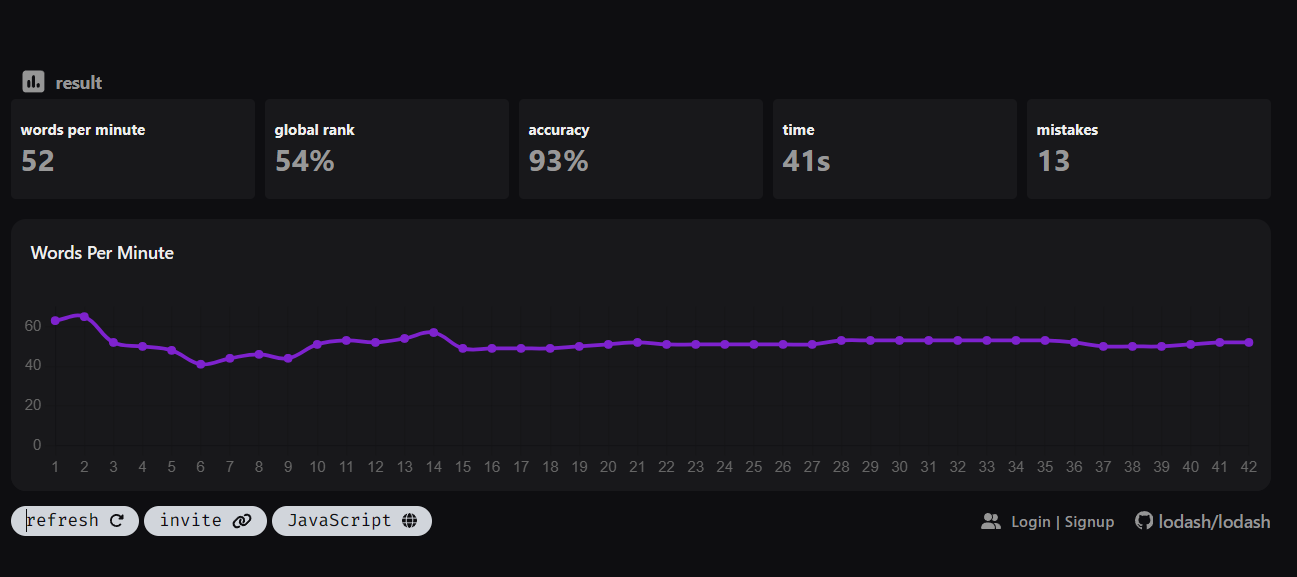 result
words per minute global rank accuracy time mistakes
52 54% 93% 41s 13
Words Per Minute
60
40
20
0
1 2 3 4 5 6 7 8 9 10 11 12 13 14 15 16 17 18 19 20 21 22 23 24 25 26 27 28 29 30 31 32 33 34 35 36 37 38 39 40 41 42
refresh invite JavaScript Login | Signup lodash/lodash